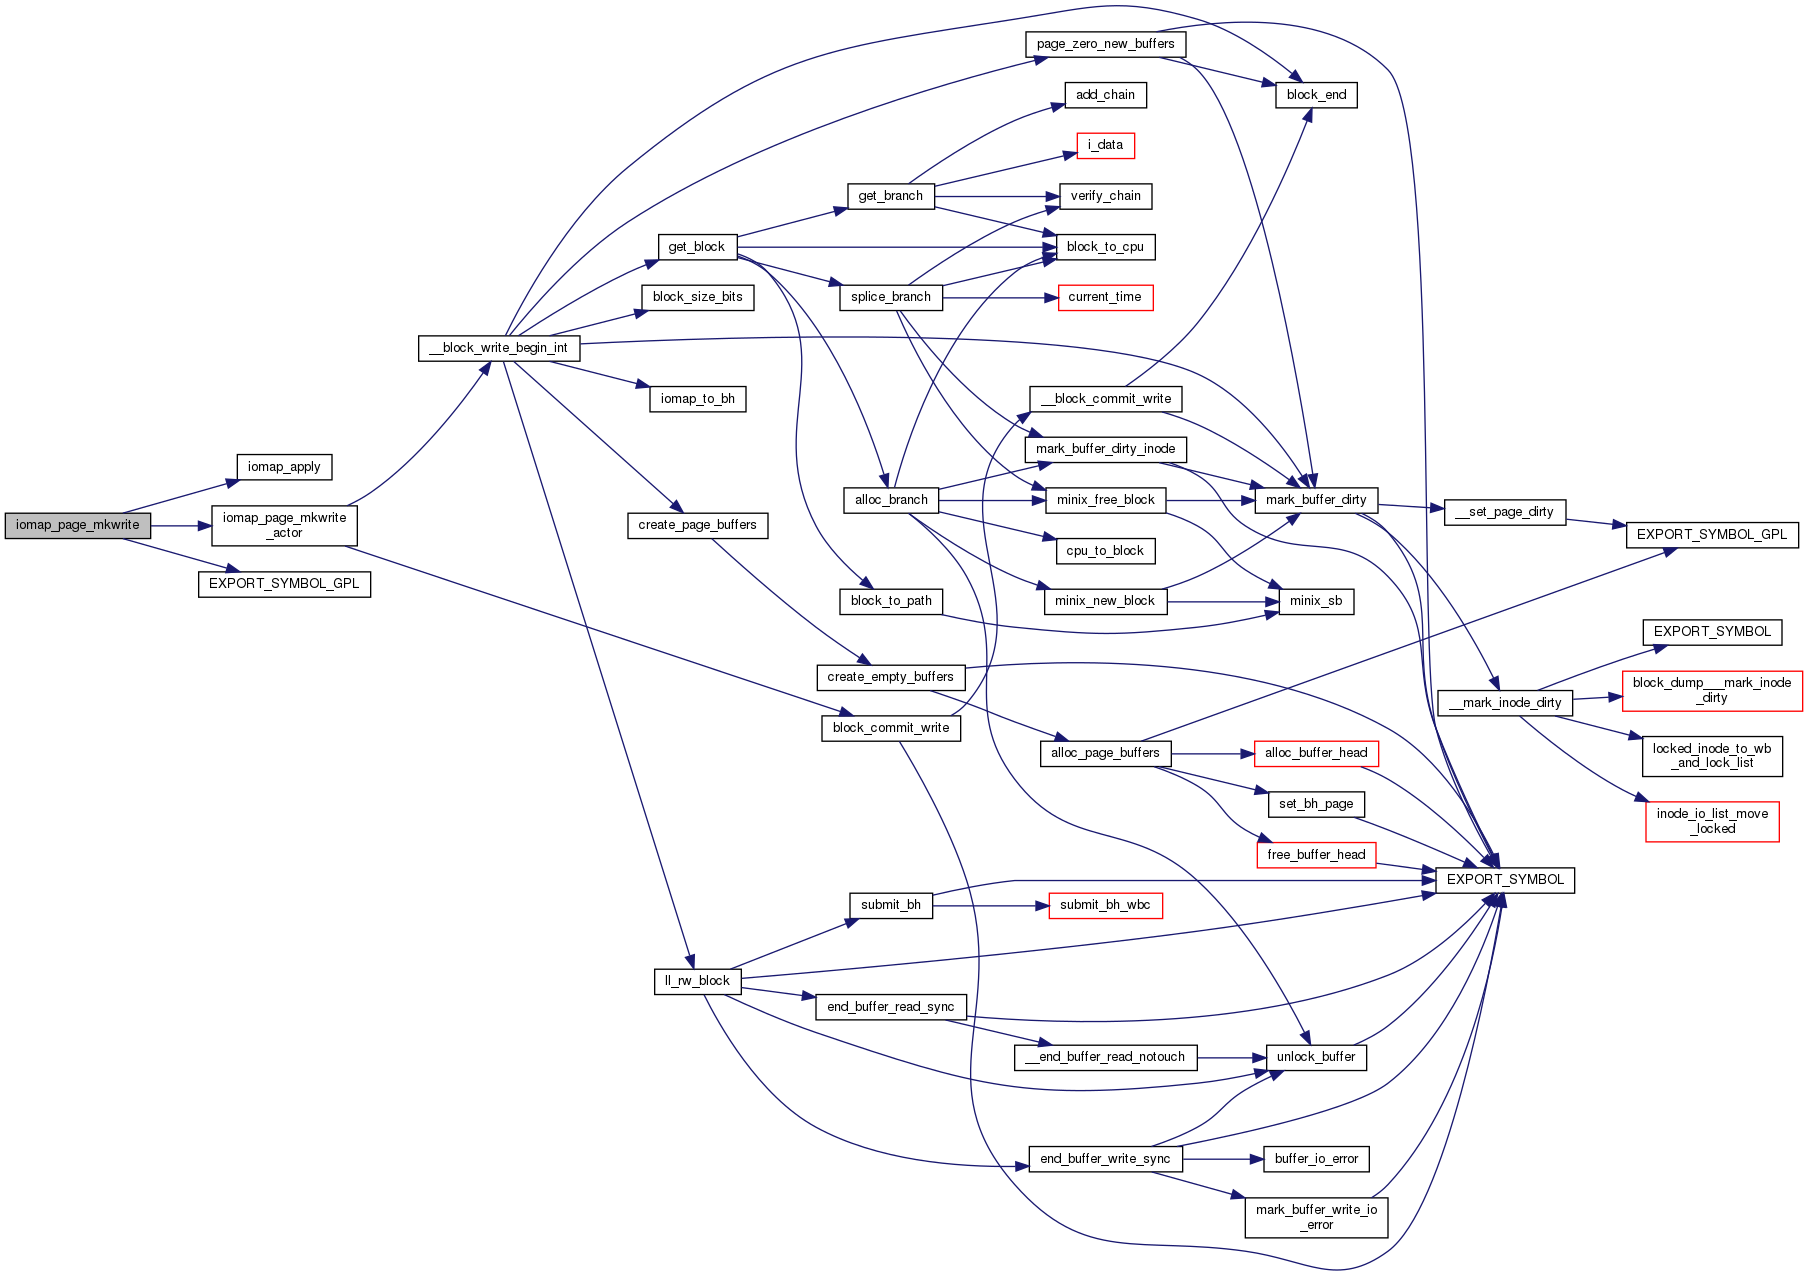 page_zero_new_buffers
add_chain
block_end
i_data
get_branch
verify_chain
get_block
block_to_cpu
block_size_bits
splice_branch
current_time
__block_write_begin_int
iomap_to_bh
__block_commit_write
mark_buffer_dirty_inode
iomap_apply
alloc_branch
minix_free_block
mark_buffer_dirty
__set_page_dirty
iomap_page_mkwrite
iomap_page_mkwrite
_actor
create_page_buffers
EXPORT_SYMBOL_GPL
cpu_to_block
EXPORT_SYMBOL_GPL
block_to_path
minix_new_block
minix_sb
EXPORT_SYMBOL
create_empty_buffers
block_dump___mark_inode
_dirty
__mark_inode_dirty
block_commit_write
alloc_page_buffers
alloc_buffer_head
locked_inode_to_wb
_and_lock_list
set_bh_page
inode_io_list_move
_locked
free_buffer_head
EXPORT_SYMBOL
submit_bh
submit_bh_wbc
ll_rw_block
end_buffer_read_sync
__end_buffer_read_notouch
unlock_buffer
end_buffer_write_sync
buffer_io_error
mark_buffer_write_io
_error